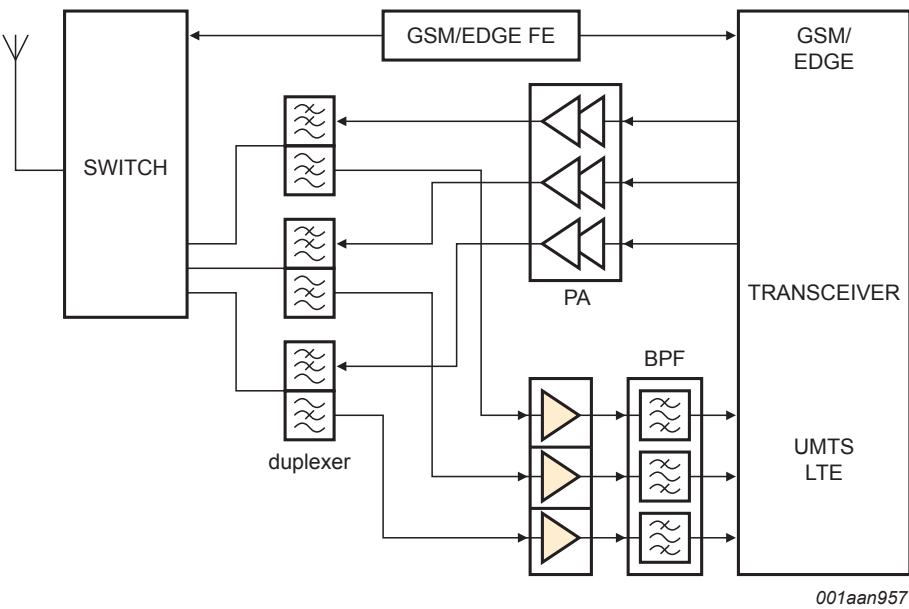 GSM/EDGE FE
GSM/
EDGE
SWITCH
PA
TRANSCEIVER
BPF
duplexer
UMTS
LTE
001aan957